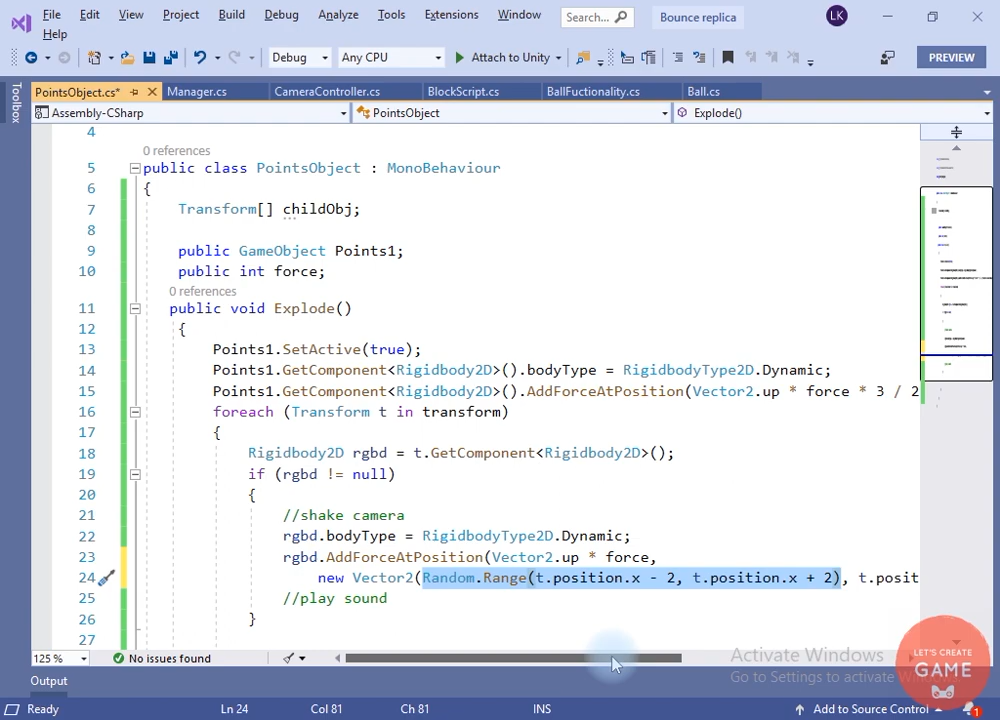 File Edit View Project Build Debug Analyze Tools Extensions Window Search... Bounce replica LK
Help
Debug Any CPU Attach to Unity PREVIEW
Toolbox
PointsObject.cs* Manager.cs CameraController.cs BlockScript.cs BallFuctionality.cs Ball.cs
Assembly-CSharp PointsObject Explode()
4
0 references
5 public class PointsObject : MonoBehaviour
6 {
7 Transform[] childObj;
8
9 public GameObject Points1;
10 public int force;
0 references
11 public void Explode()
12 {
13 Points1.SetActive(true);
14 Points1.GetComponent<Rigidbody2D>().bodyType = RigidbodyType2D.Dynamic;
15 Points1.GetComponent<Rigidbody2D>().AddForceAtPosition(Vector2.up * force * 3 / 2
16 foreach (Transform t in transform)
17 {
18 Rigidbody2D rgbd = t.GetComponent<Rigidbody2D>();
19 if (rgbd != null)
20 {
21 //shake camera
22 rgbd.bodyType = RigidbodyType2D.Dynamic;
23 rgbd.AddForceAtPosition(Vector2.up * force,
24 new Vector2(Random.Range(t.position.x - 2, t.position.x + 2), t.posit
25 //play sound
26 }
27
125 % No issues found
Activate Windows
Go to Settings to activate
LET'S CREATE
GAME
Output
Ready Ln 24 Col 81 Ch 81 INS Add to Source Control 1